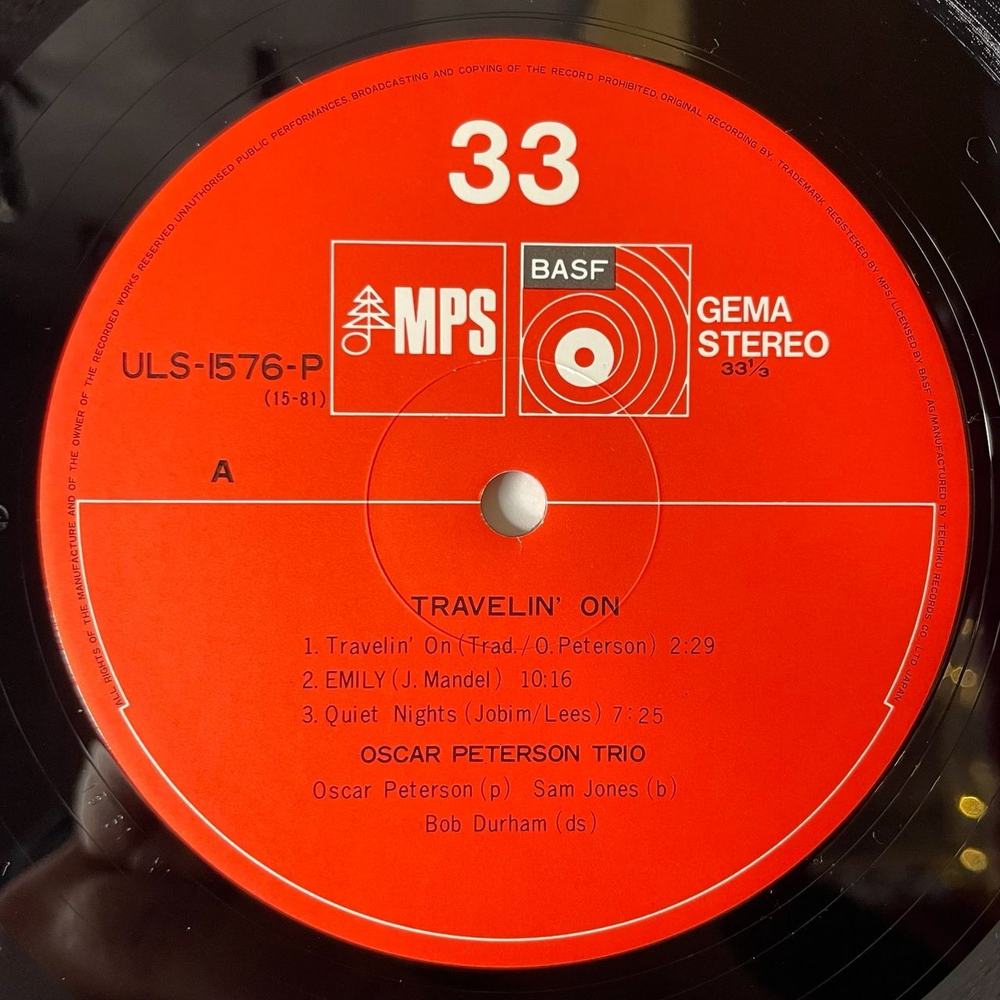 ALL RIGHTS OF THE MANUFACTURE AND OF THE OWNER OF THE RECORDED WORKS RESERVED. UNAUTHORISED PUBLIC PERFORMANCES. BROADCASTING AND COPYING OF THE RECORD PROHIBITED. ORIGINAL RECORDING BY, TRADEMARK REGISTERED BY MPS/LICENSED BY BASF AG/MANUFACTURED BY TEICHIKU RECORDS CO., LTD. JAPAN
33
BASF
MPS
GEMA
STEREO
33⅓
ULS-1576-P
(15-81)
A
TRAVELIN' ON
1. Travelin' On (Trad./O. Peterson) 2:29
2. EMILY (J. Mandel) 10:16
3. Quiet Nights (Jobim/Lees) 7:25
OSCAR PETERSON TRIO
Oscar Peterson (p) Sam Jones (b)
Bob Durham (ds)